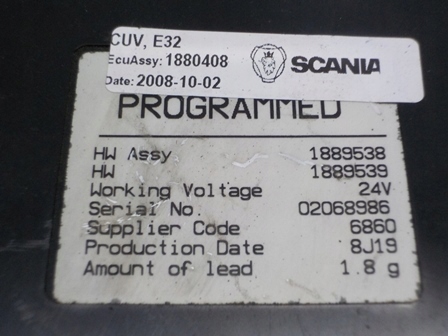 CUV, E32
EcuAssy: 1880408
Date: 2008-10-02
SCANIA
PROGRAMMED
HW Assy 1889538
HW 1889539
Working Voltage 24V
Serial No. 02068986
Supplier Code 6860
Production Date 8J19
Amount of lead 1.8 g